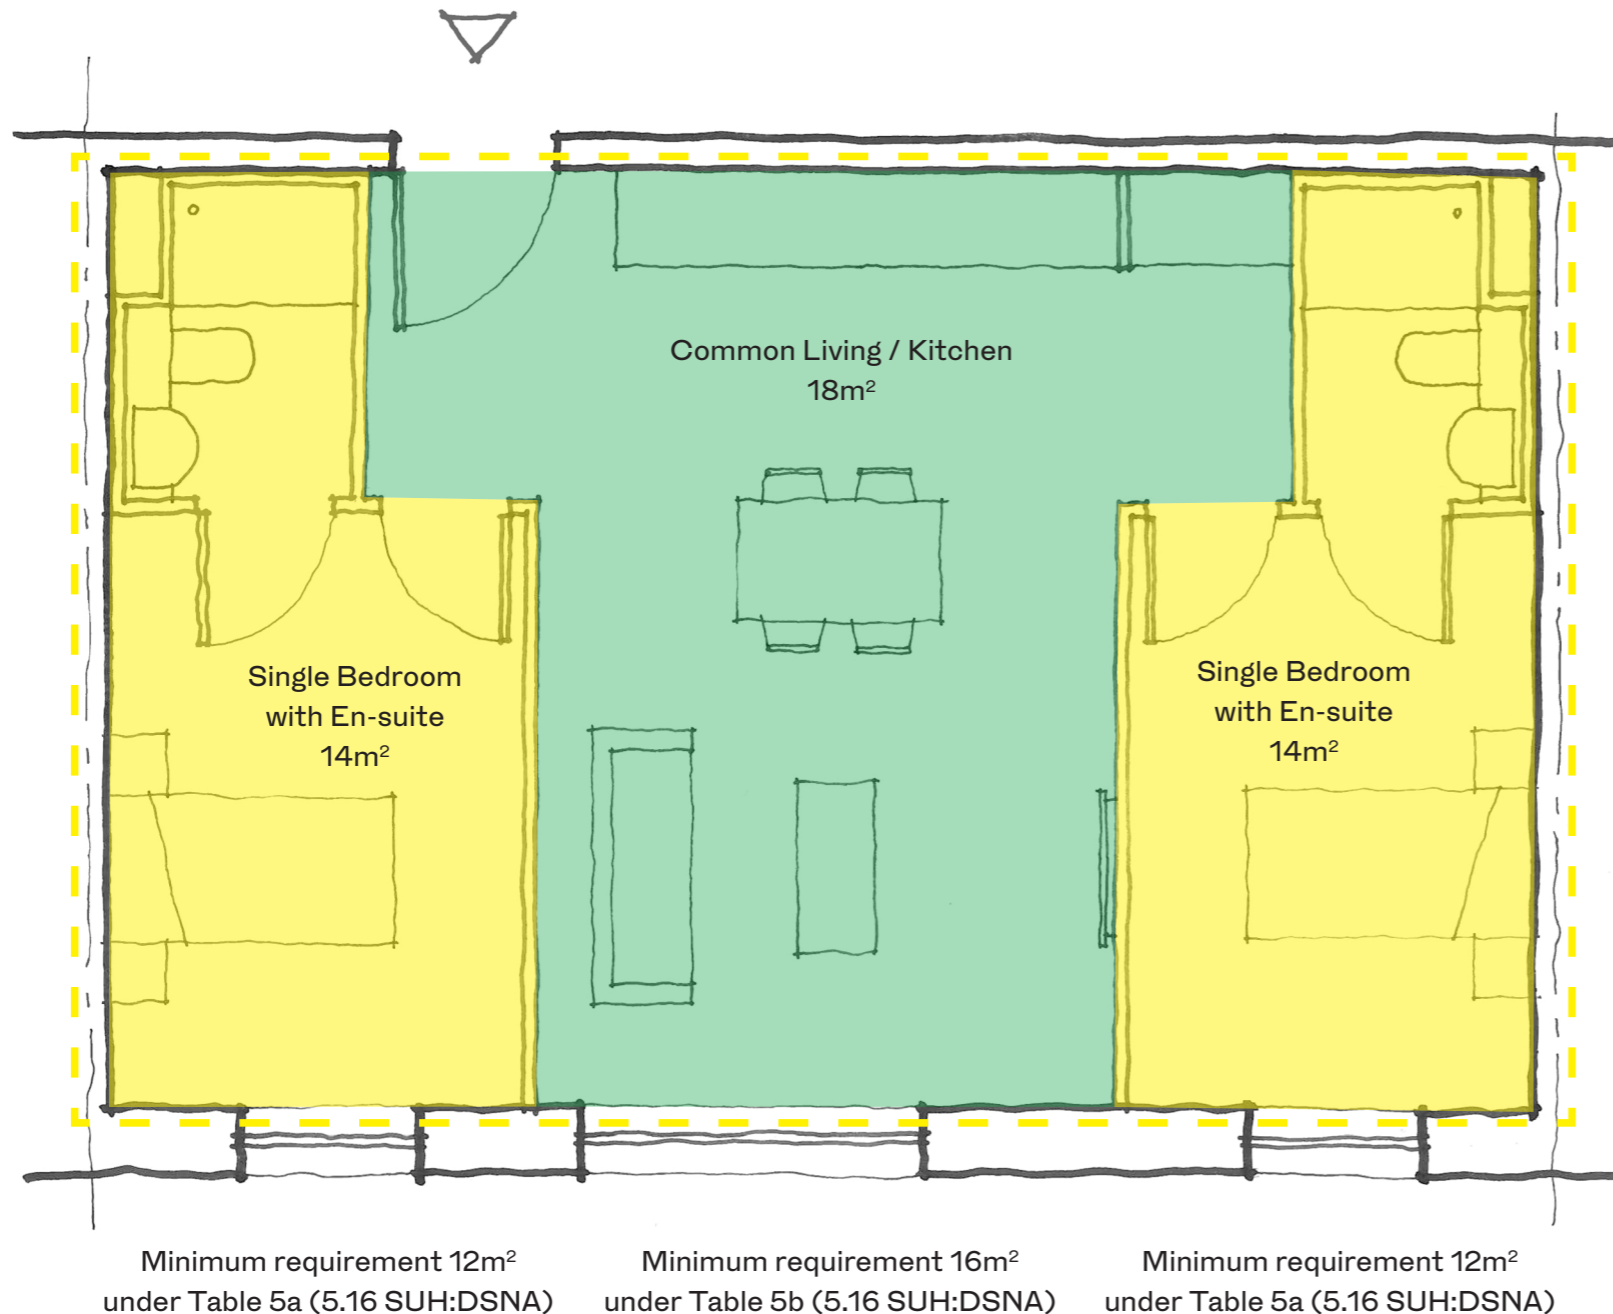 Common Living / Kitchen
18m²
Single Bedroom
with En-suite
14m²
Single Bedroom
with En-suite
14m²
Minimum requirement 12m²
under Table 5a (5.16 SUH:DSNA)
Minimum requirement 16m²
under Table 5b (5.16 SUH:DSNA)
Minimum requirement 12m²
under Table 5a (5.16 SUH:DSNA)